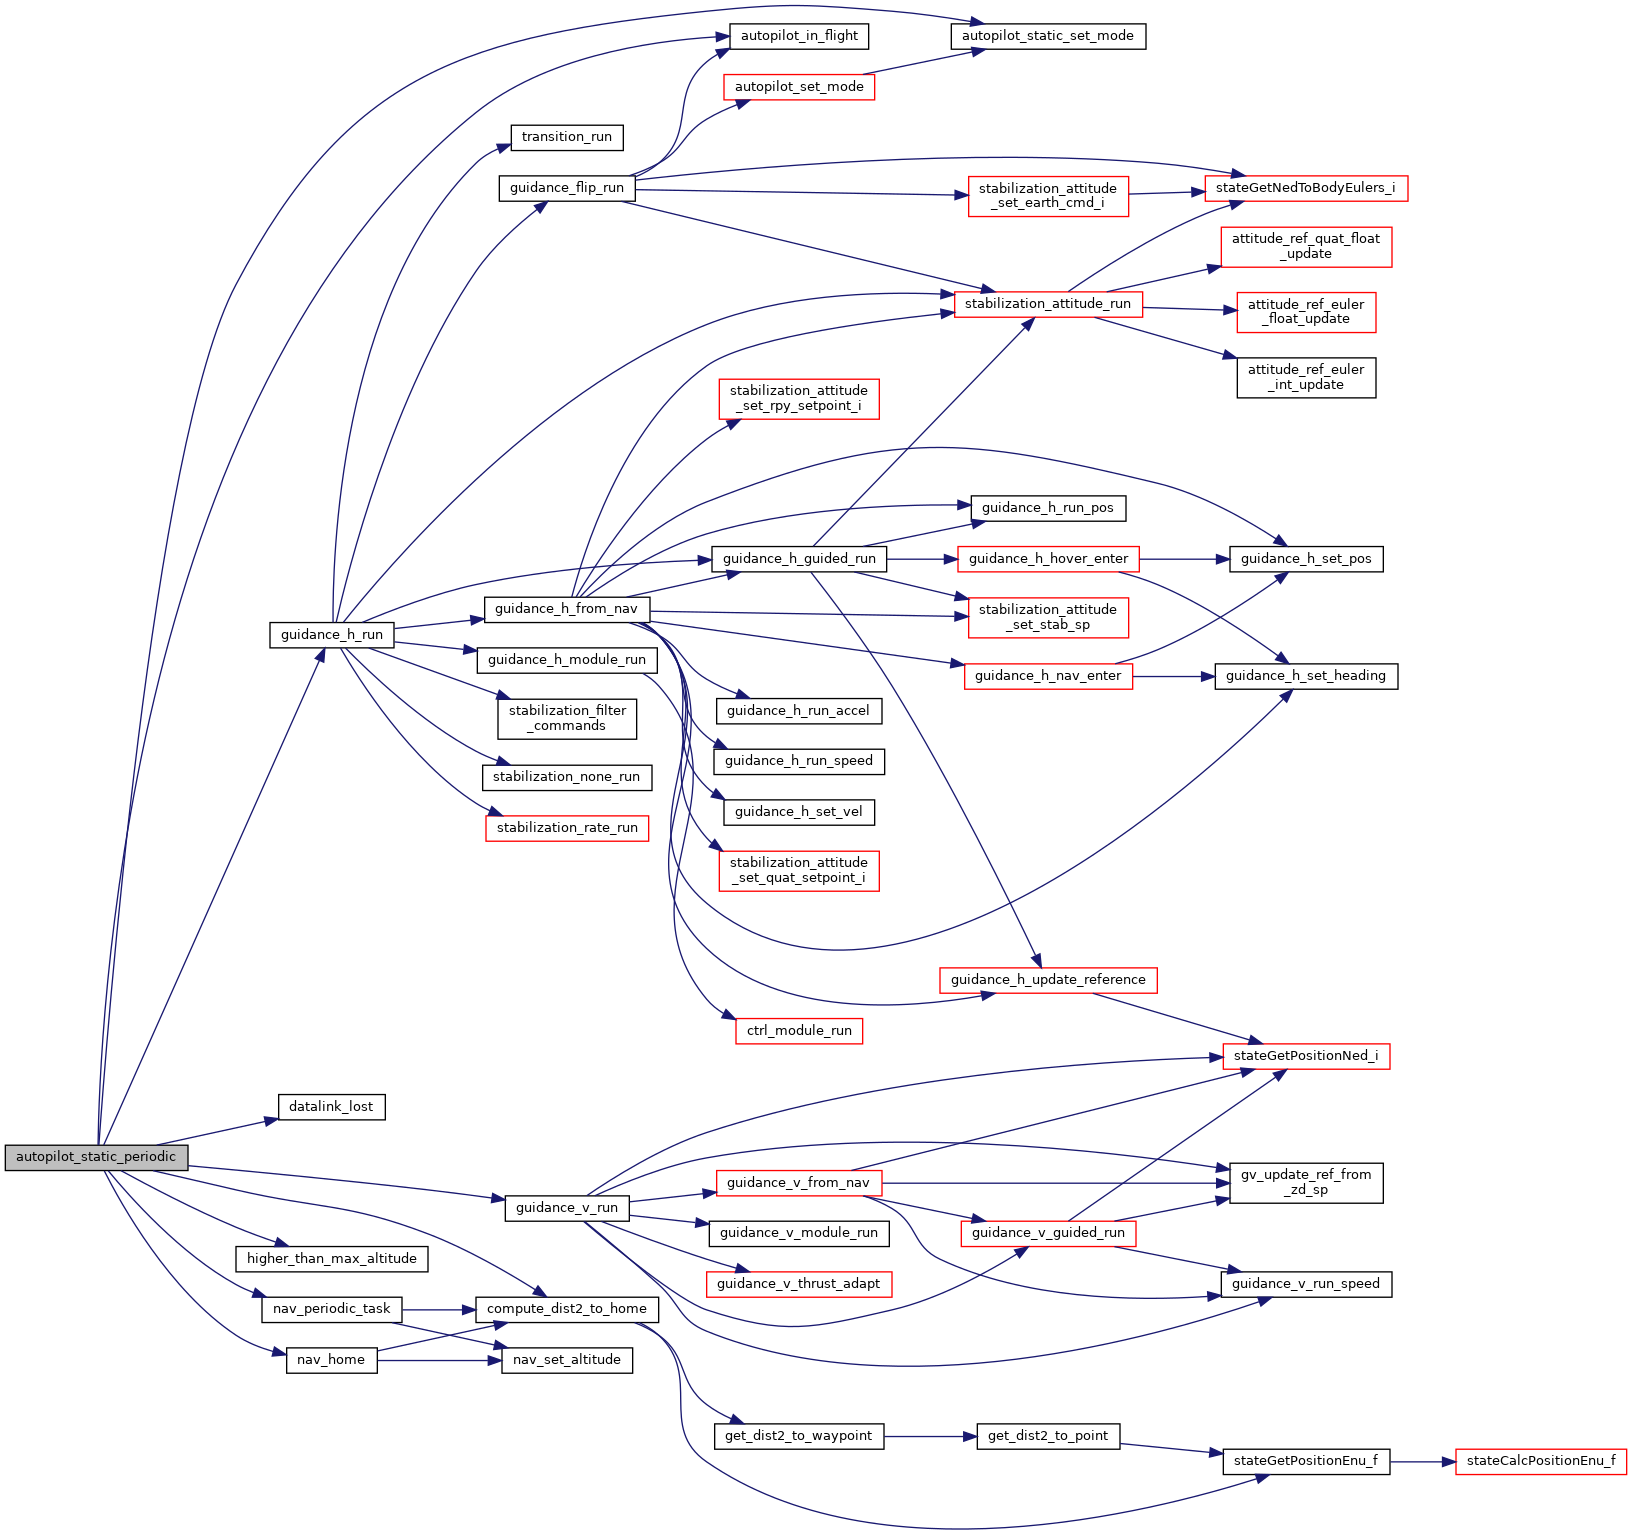 autopilot_static_periodic
autopilot_in_flight
autopilot_static_set_mode
autopilot_set_mode
transition_run
guidance_flip_run
stabilization_attitude
_set_earth_cmd_i
stateGetNedToBodyEulers_i
attitude_ref_quat_float
_update
stabilization_attitude_run
attitude_ref_euler
_float_update
attitude_ref_euler
_int_update
stabilization_attitude
_set_rpy_setpoint_i
guidance_h_run_pos
guidance_h_guided_run
guidance_h_hover_enter
guidance_h_set_pos
guidance_h_from_nav
stabilization_attitude
_set_stab_sp
guidance_h_run
guidance_h_module_run
guidance_h_nav_enter
guidance_h_set_heading
stabilization_filter
_commands
guidance_h_run_accel
guidance_h_run_speed
stabilization_none_run
guidance_h_set_vel
stabilization_rate_run
stabilization_attitude
_set_quat_setpoint_i
guidance_h_update_reference
ctrl_module_run
stateGetPositionNed_i
datalink_lost
guidance_v_from_nav
gv_update_ref_from
_zd_sp
guidance_v_run
guidance_v_module_run
guidance_v_guided_run
higher_than_max_altitude
guidance_v_thrust_adapt
guidance_v_run_speed
nav_periodic_task
compute_dist2_to_home
nav_home
nav_set_altitude
get_dist2_to_waypoint
get_dist2_to_point
stateGetPositionEnu_f
stateCalcPositionEnu_f